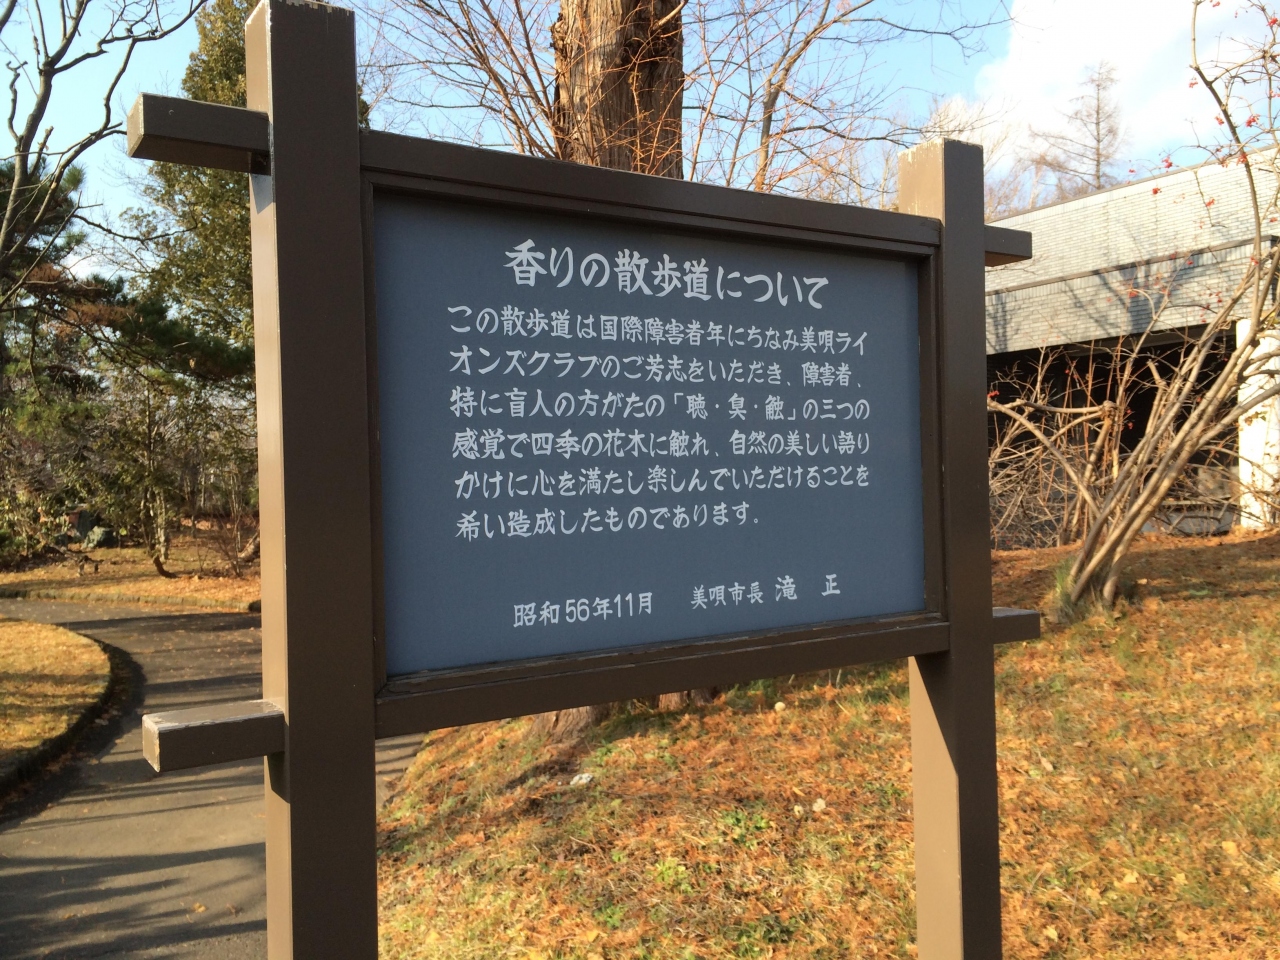 香りの散歩道について
この散歩道は国際障害者年にちなみ美唄ライ
オンズクラブのご芳志をいただき、障害者、
特に盲人の方がたの「聴・臭・触」の三つの
感覚で四季の花木に触れ、自然の美しい語り
かけに心を満たし楽しんでいただけることを
希い造成したものであります。
昭和56年11月　美唄市長 滝　正